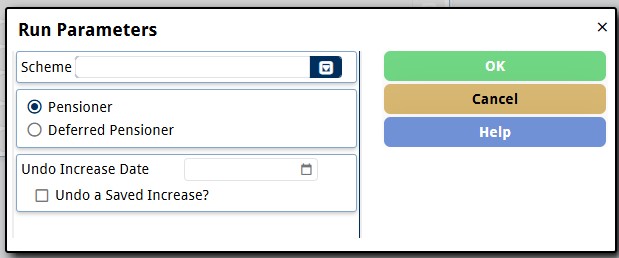 Run Parameters
Scheme
Pensioner
Deferred Pensioner
Undo Increase Date
Undo a Saved Increase?
OK
Cancel
Help